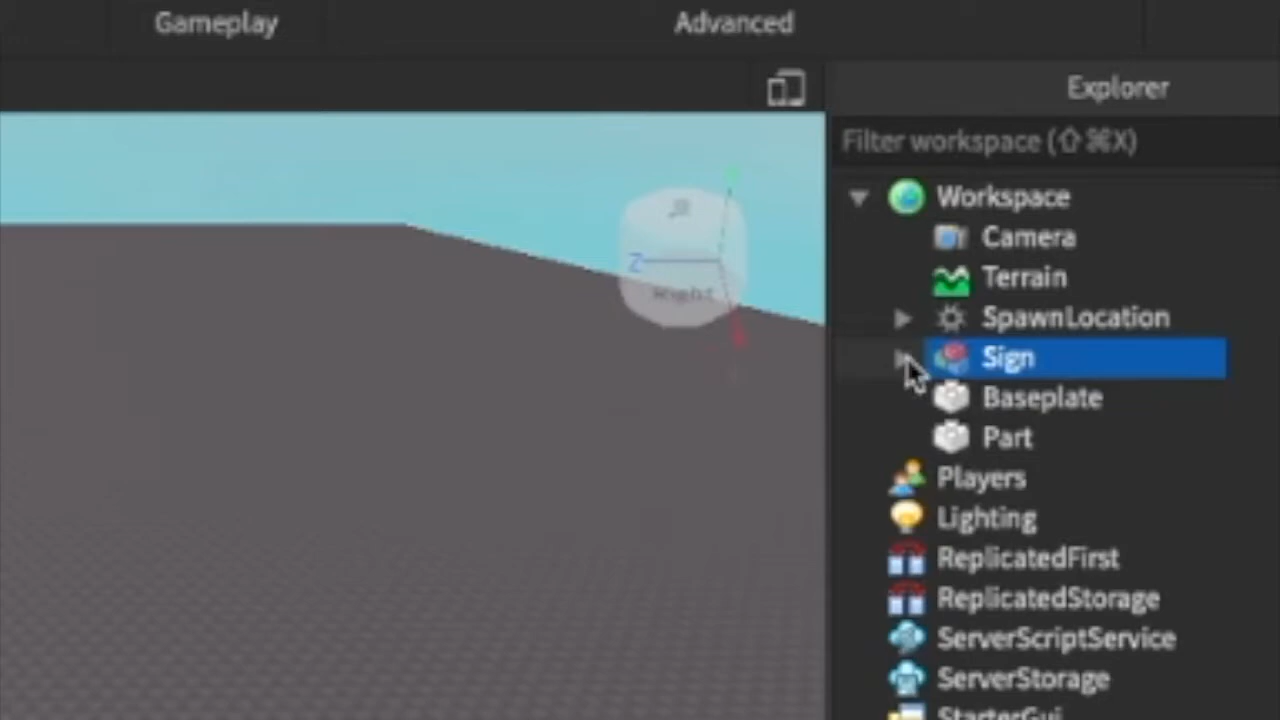 Gameplay
Advanced
Explorer
Filter workspace (⇧⌘X)
Workspace
Camera
Z
Right
Terrain
SpawnLocation
Sign
Baseplate
Part
Players
Lighting
ReplicatedFirst
ReplicatedStorage
ServerScriptService
ServerStorage
StarterGui